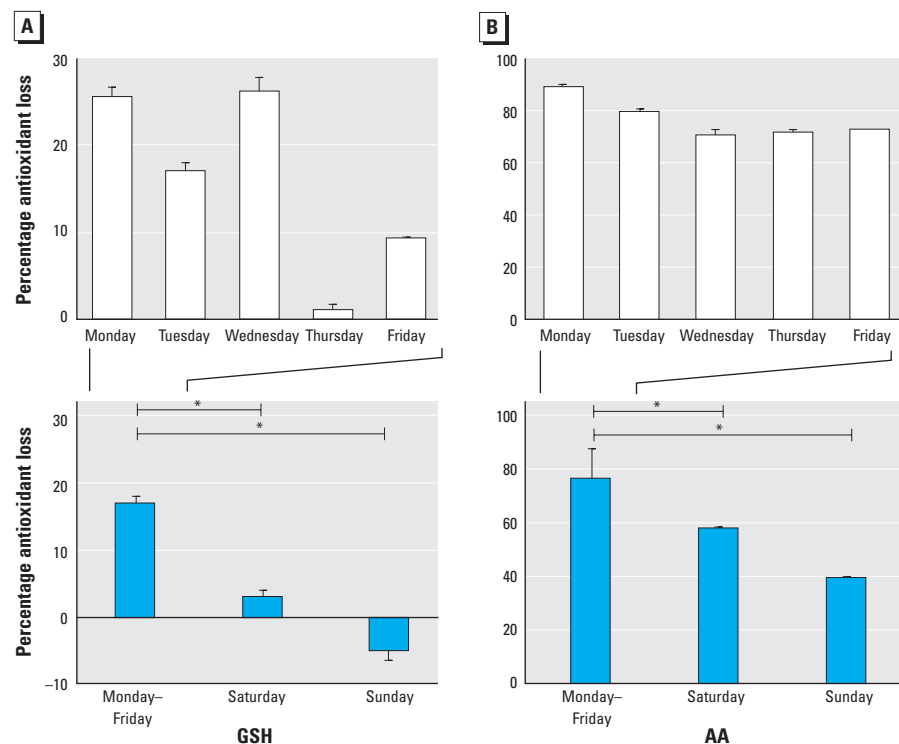 A
Percentage antioxidant loss
30
20
10
0
Monday Tuesday Wednesday Thursday Friday
Percentage antioxidant loss
30
20
10
0
–10
*
*
Monday–
Friday
Saturday
Sunday
GSH
B
100
80
60
40
20
0
Monday Tuesday Wednesday Thursday Friday
100
80
60
40
20
0
*
*
Monday–
Friday
Saturday
Sunday
AA